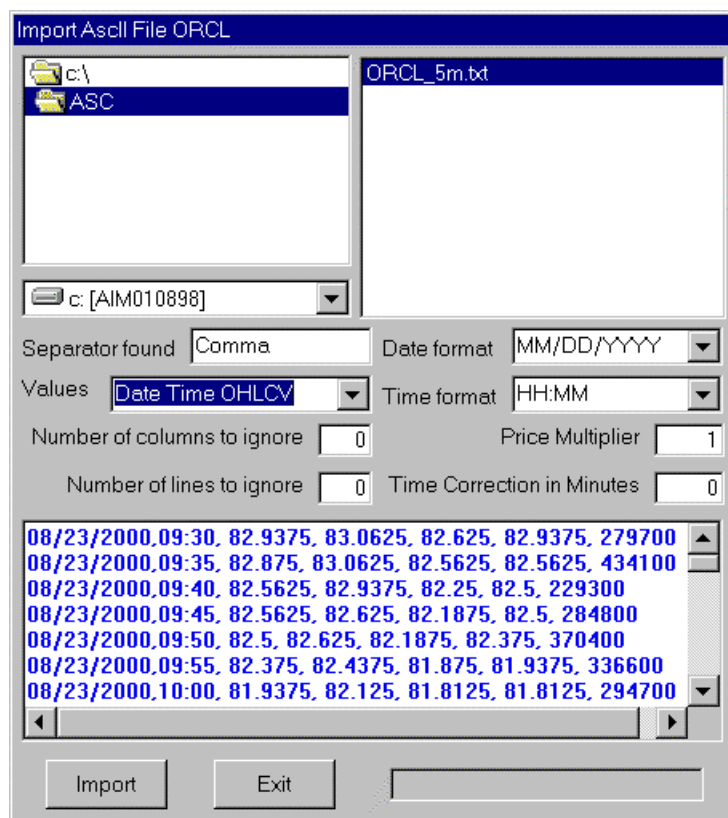 Import AscII File ORCL
c:\
ASC
ORCL_5m.txt
c: [AIM010898]
Separator found Comma Date format MM/DD/YYYY
Values Date Time OHLCV Time format HH:MM
Number of columns to ignore 0 Price Multiplier 1
Number of lines to ignore 0 Time Correction in Minutes 0
08/23/2000,09:30, 82.9375, 83.0625, 82.625, 82.9375, 279700
08/23/2000,09:35, 82.875, 83.0625, 82.5625, 82.5625, 434100
08/23/2000,09:40, 82.5625, 82.9375, 82.25, 82.5, 229300
08/23/2000,09:45, 82.5625, 82.625, 82.1875, 82.5, 284800
08/23/2000,09:50, 82.5, 82.625, 82.1875, 82.375, 370400
08/23/2000,09:55, 82.375, 82.4375, 81.875, 81.9375, 336600
08/23/2000,10:00, 81.9375, 82.125, 81.8125, 81.8125, 294700
Import Exit